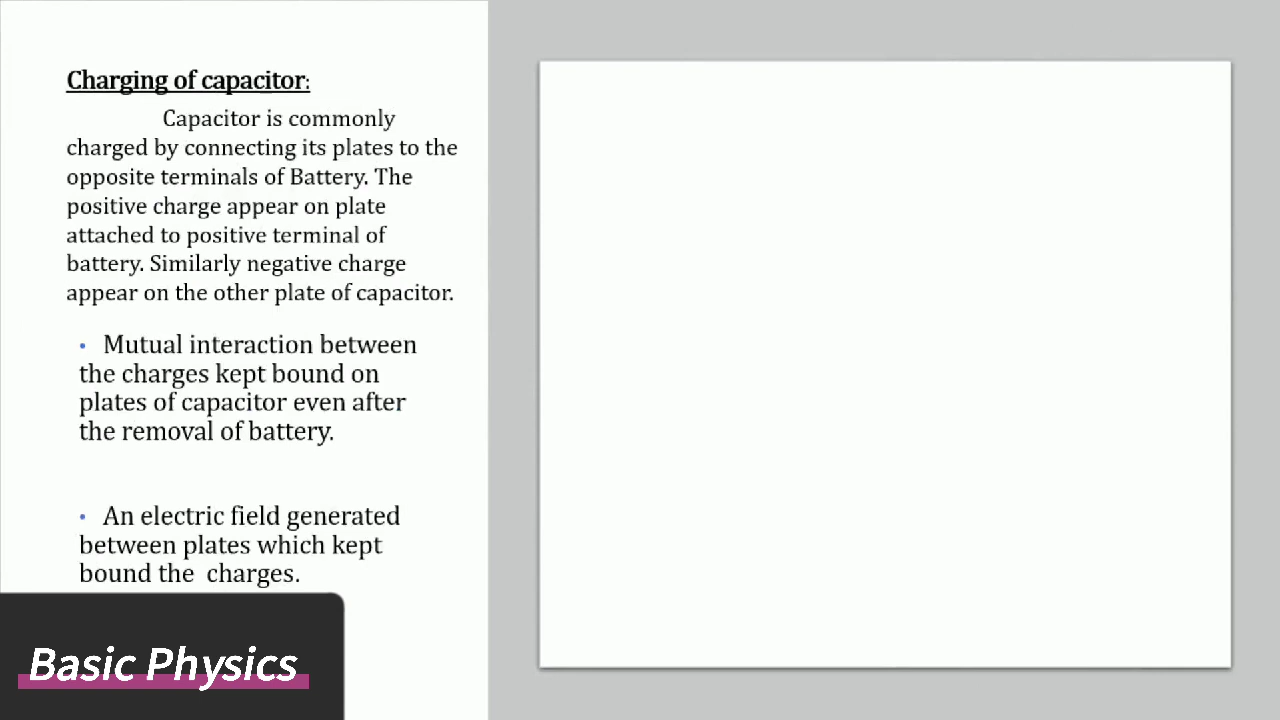 Charging of capacitor:
Capacitor is commonly
charged by connecting its plates to the
opposite terminals of Battery. The
positive charge appear on plate
attached to positive terminal of
battery. Similarly negative charge
appear on the other plate of capacitor.
• Mutual interaction between
the charges kept bound on
plates of capacitor even after
the removal of battery.
• An electric field generated
between plates which kept
bound the  charges.
Basic Physics